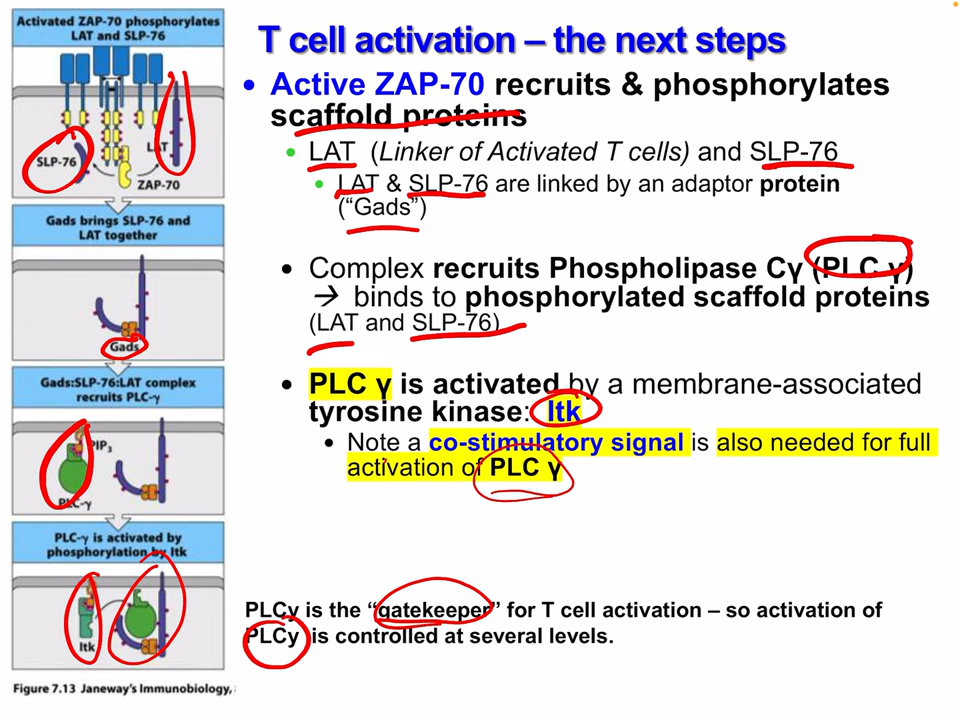 Activated ZAP-70 phosphorylates
LAT and SLP-76
SLP-76
LAT
ZAP-70
Gads brings SLP-76 and
LAT together
Gads
Gads:SLP-76:LAT complex
recruits PLC-γ
PIP3
PLC-γ
PLC-γ is activated by
phosphorylation by Itk
Itk
Figure 7.13 Janeway's Immunobiology,
T cell activation – the next steps
• Active ZAP-70 recruits & phosphorylates
scaffold proteins
• LAT (Linker of Activated T cells) and SLP-76
• LAT & SLP-76 are linked by an adaptor protein
("Gads")
• Complex recruits Phospholipase Cγ (PLC γ)
→ binds to phosphorylated scaffold proteins
(LAT and SLP-76)
• PLC γ is activated by a membrane-associated
tyrosine kinase: Itk
• Note a co-stimulatory signal is also needed for full
activation of PLC γ
PLCγ is the "gatekeeper" for T cell activation – so activation of
PLCγ is controlled at several levels.